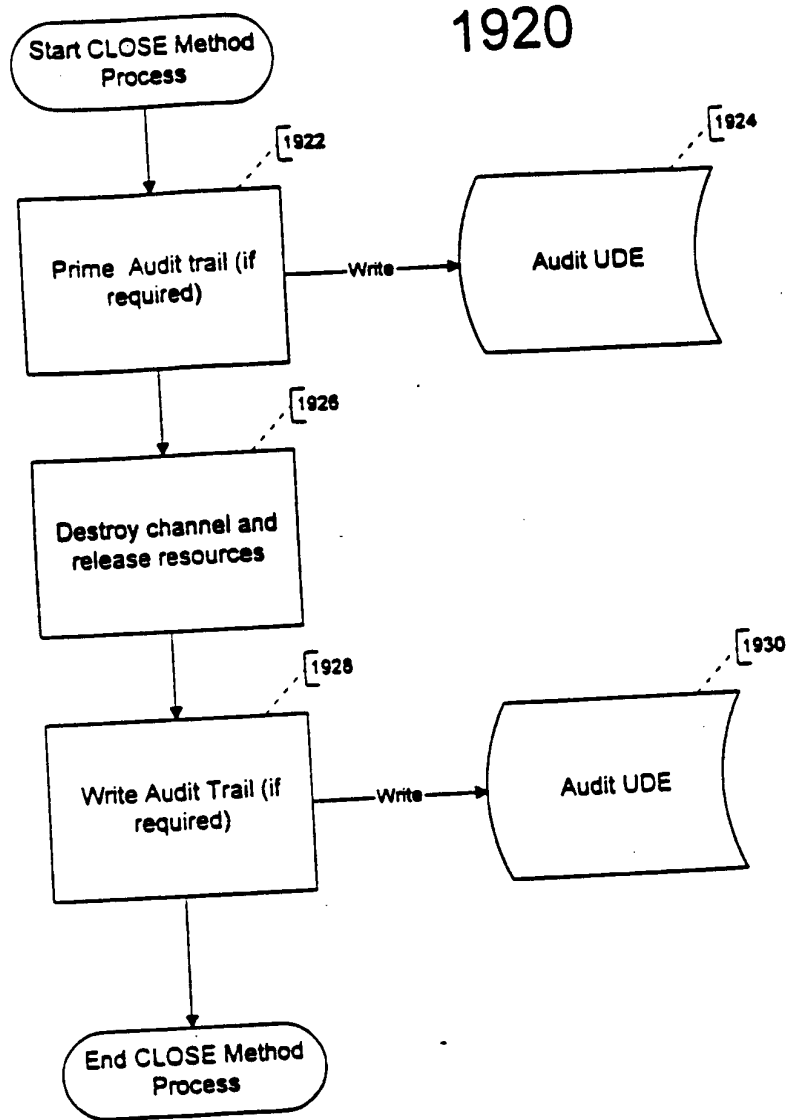 1920
Start CLOSE Method
Process
1922
1924
Prime Audit trail (if
required)
Write
Audit UDE
1926
Destroy channel and
release resources
1928
1930
Write Audit Trail (if
required)
Write
Audit UDE
End CLOSE Method
Process